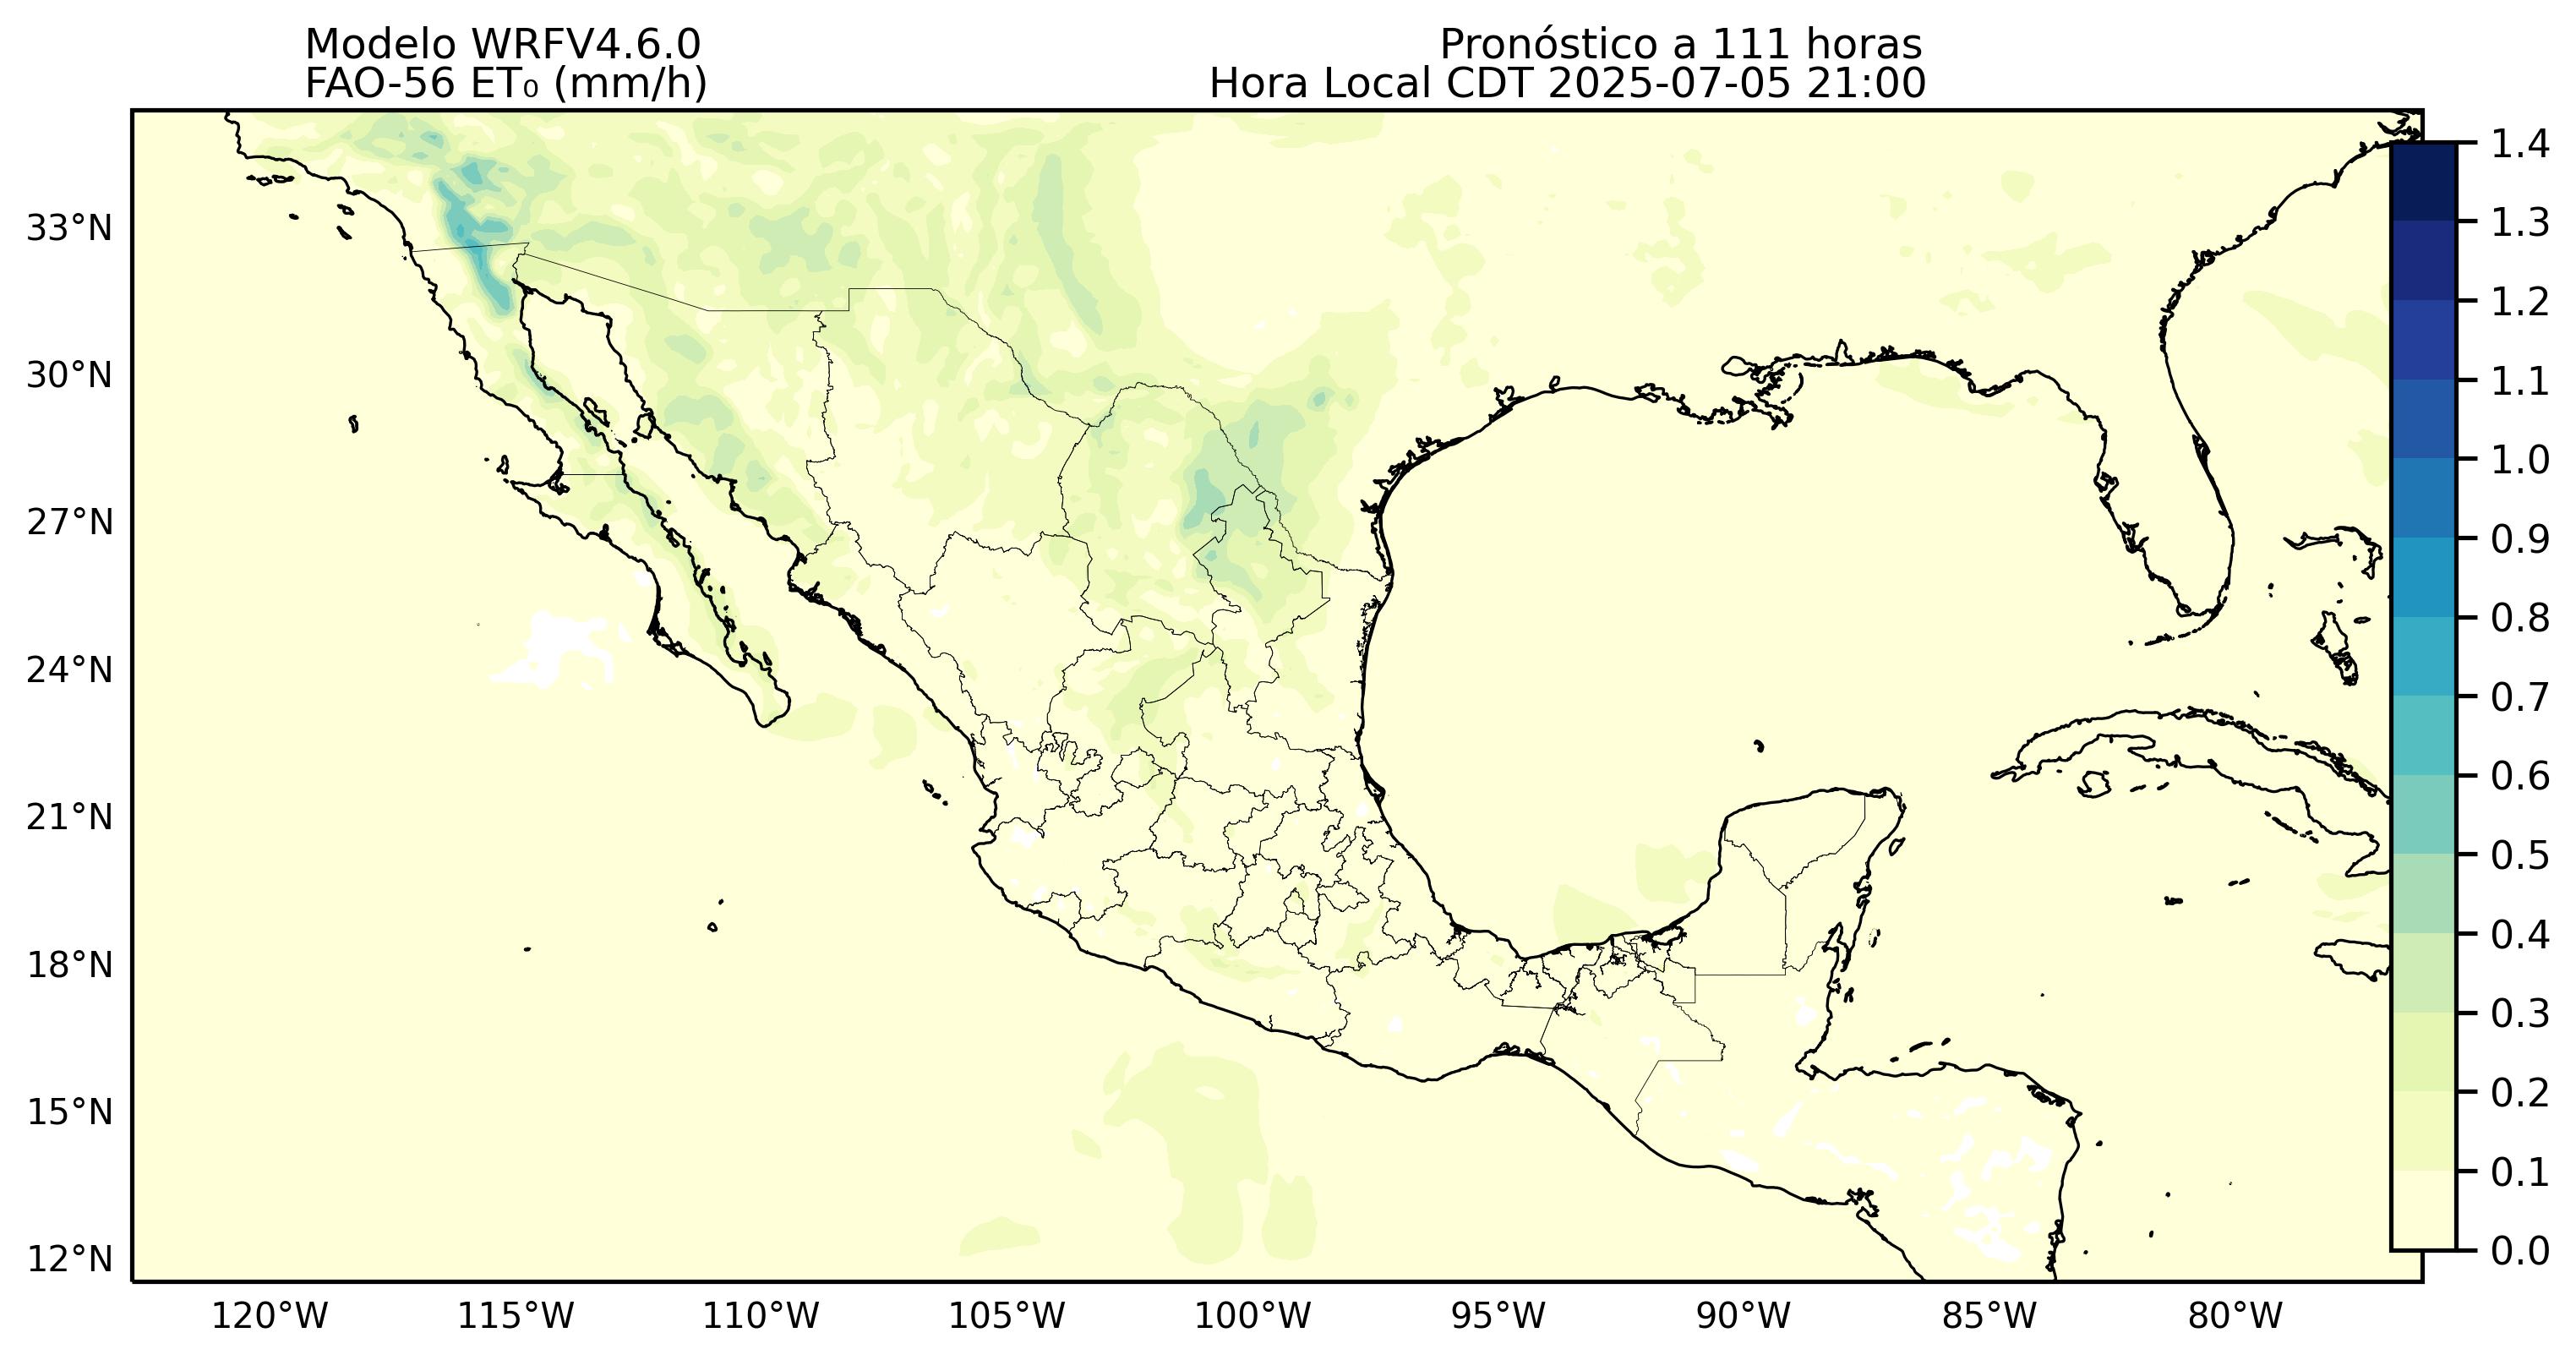 Modelo WRFV4.6.0
FAO-56 ET₀ (mm/h)
Pronóstico a 111 horas
Hora Local CDT 2025-07-05 21:00
33°N
30°N
27°N
24°N
21°N
18°N
15°N
12°N
120°W
115°W
110°W
105°W
100°W
95°W
90°W
85°W
80°W
1.4
1.3
1.2
1.1
1.0
0.9
0.8
0.7
0.6
0.5
0.4
0.3
0.2
0.1
0.0